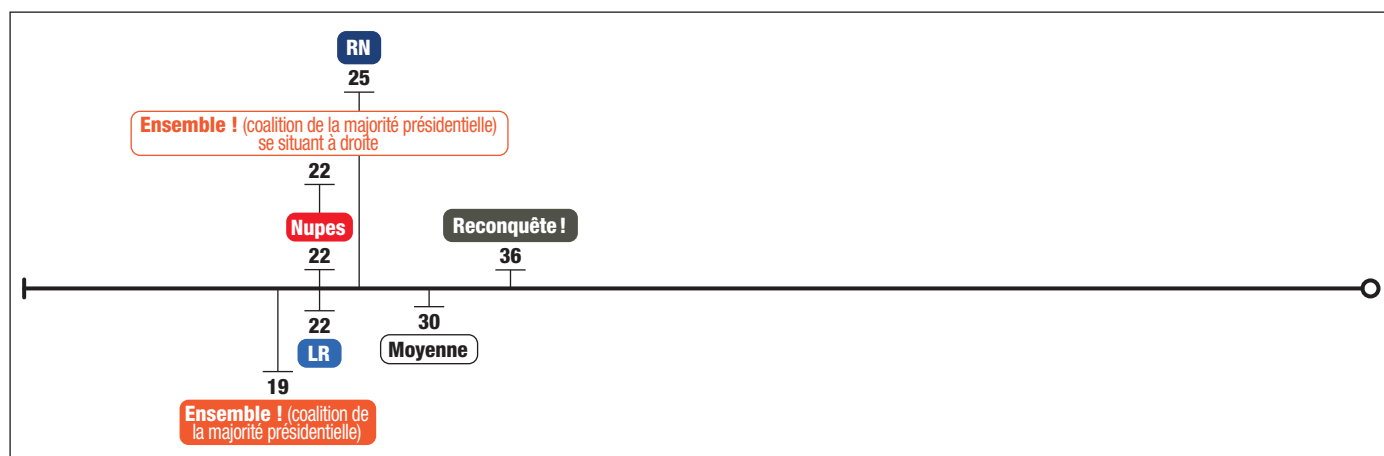 RN
25
Ensemble ! (coalition de la majorité présidentielle)
se situant à droite
22
Nupes
22
Reconquête !
36
22
LR
30
Moyenne
19
Ensemble ! (coalition de
la majorité présidentielle)